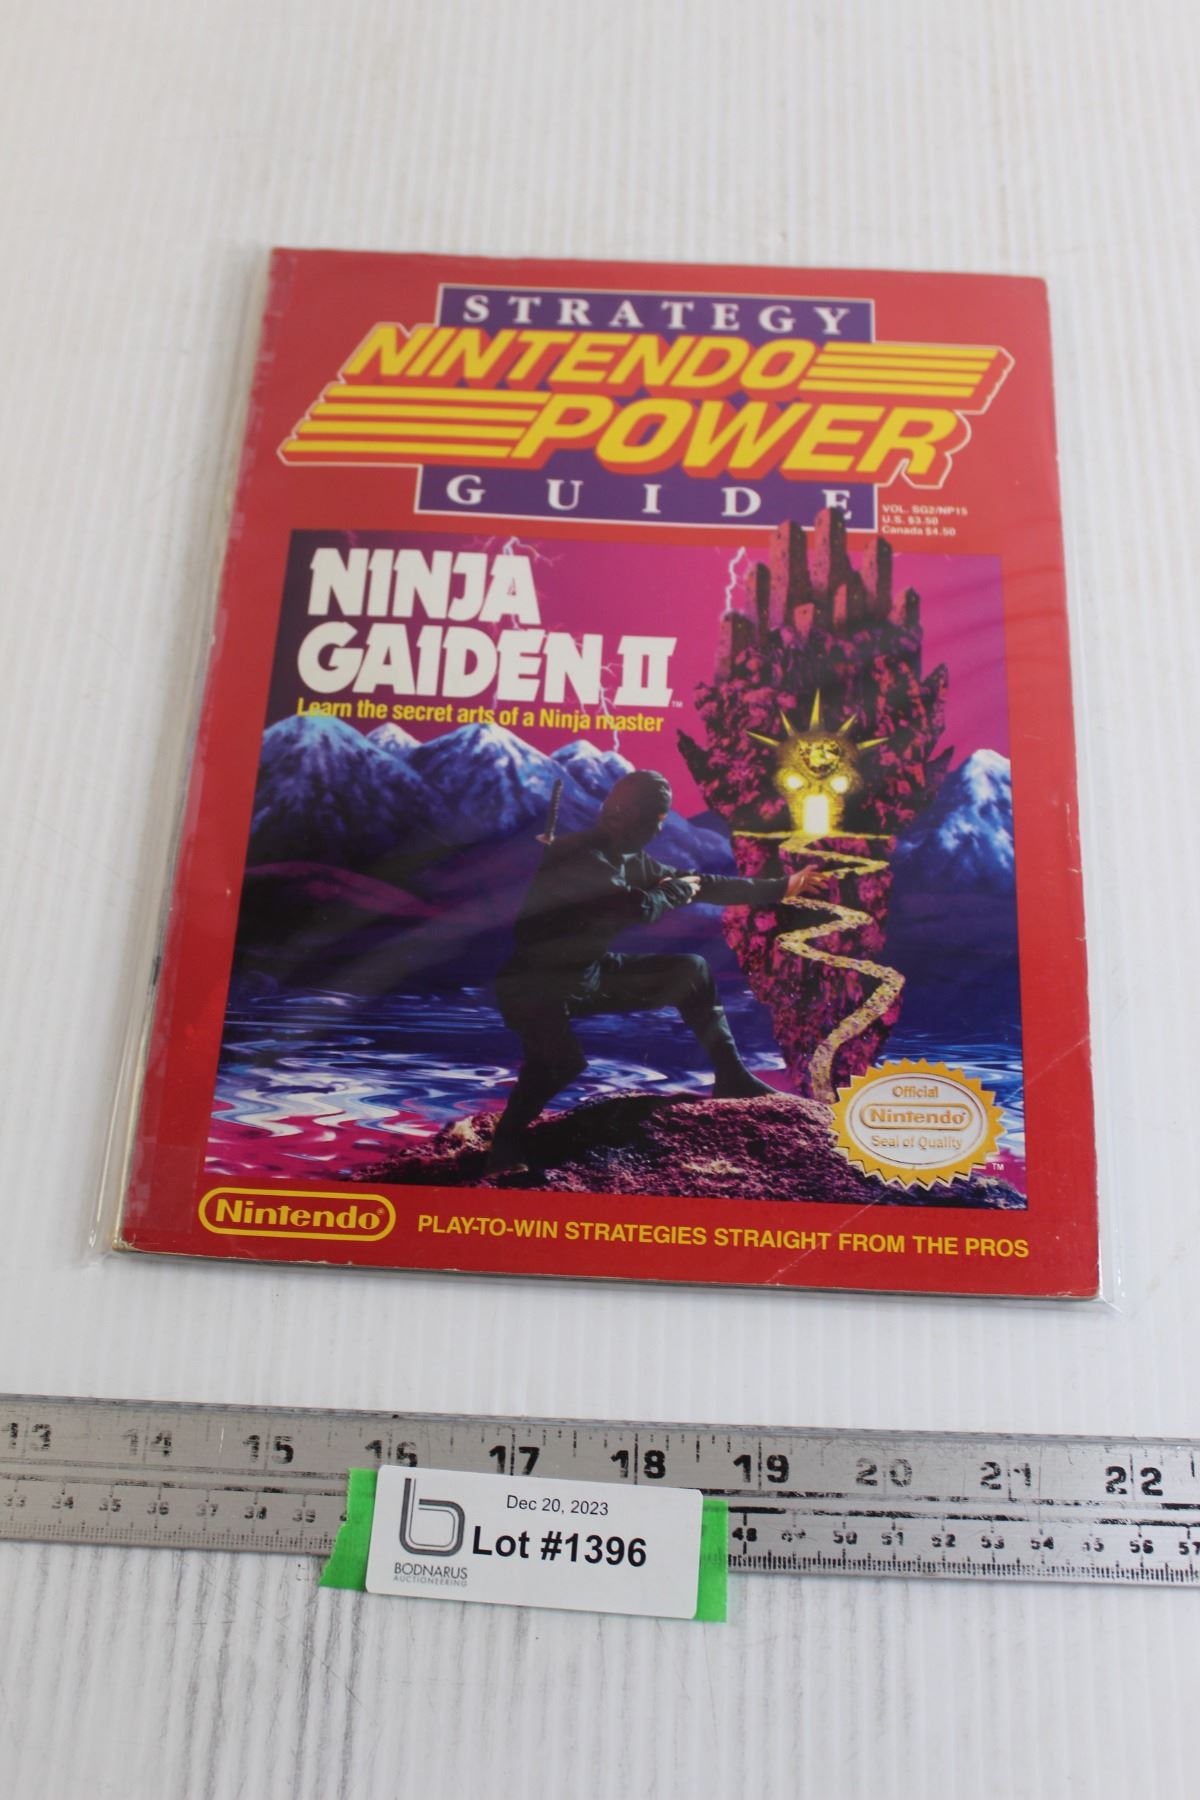 STRATEGY
NINTENDO
POWER
GUIDE
VOL. SG2/NP15
U.S. $3.50
Canada $4.50
NINJA
GAIDEN II™
Learn the secret arts of a Ninja master
Official
Nintendo
Seal of Quality
TM
Nintendo®
PLAY-TO-WIN STRATEGIES STRAIGHT FROM THE PROS
13 14 15 16 17 18 19 20 21 22
33 34 35 36 37 38 39 48 49 50 51 52 53 54 55 56 57
Dec 20, 2023
Lot #1396
b
BODNARUS
AUCTIONEERING